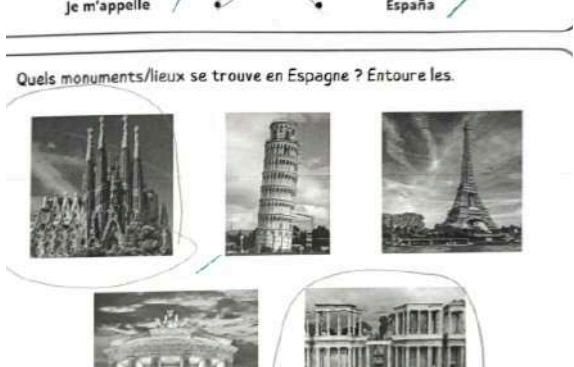 Je m'appelle España
Quels monuments/lieux se trouve en Espagne ? Entoure les.